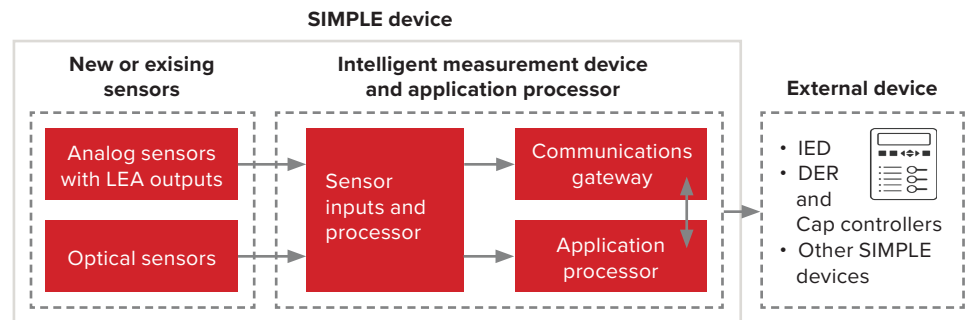 SIMPLE device
New or exising
sensors
Intelligent measurement device
and application processor
External device
Analog sensors
with LEA outputs
Optical sensors
Sensor
inputs and
processor
Communications
gateway
Application
processor
• IED
• DER
and
Cap controllers
• Other SIMPLE
devices